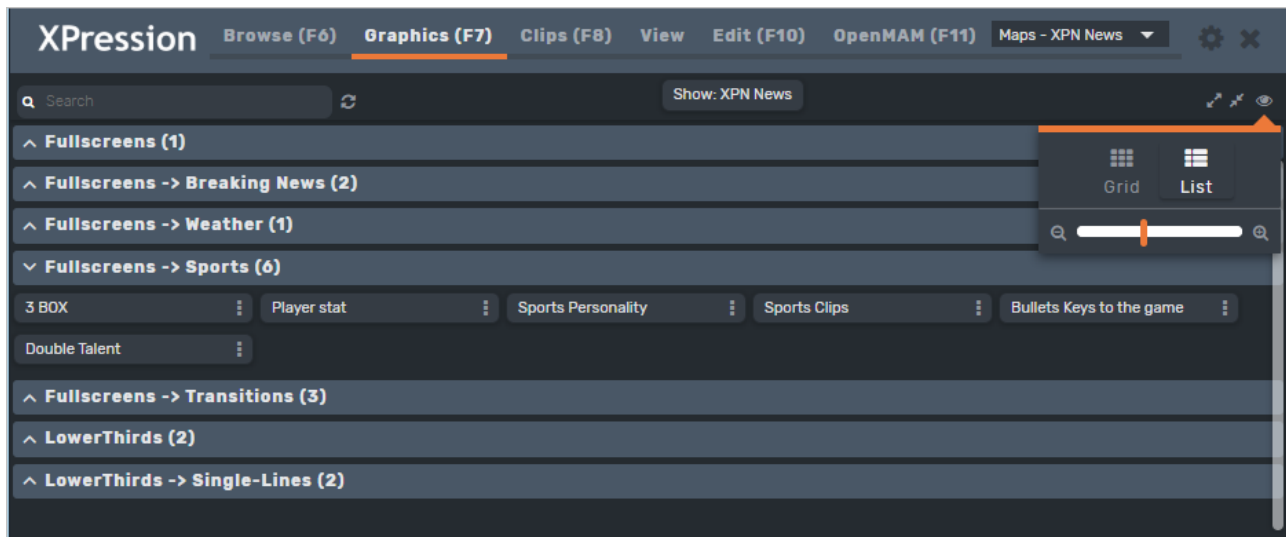 XPression Browse (F6) Graphics (F7) Clips (F8) View Edit (F10) OpenMAM (F11) Maps - XPN News
Search Show: XPN News
Fullscreens (1)
Grid List
Fullscreens -> Breaking News (2)
Fullscreens -> Weather (1)
Fullscreens -> Sports (6)
3 BOX Player stat Sports Personality Sports Clips Bullets Keys to the game
Double Talent
Fullscreens -> Transitions (3)
LowerThirds (2)
LowerThirds -> Single-Lines (2)